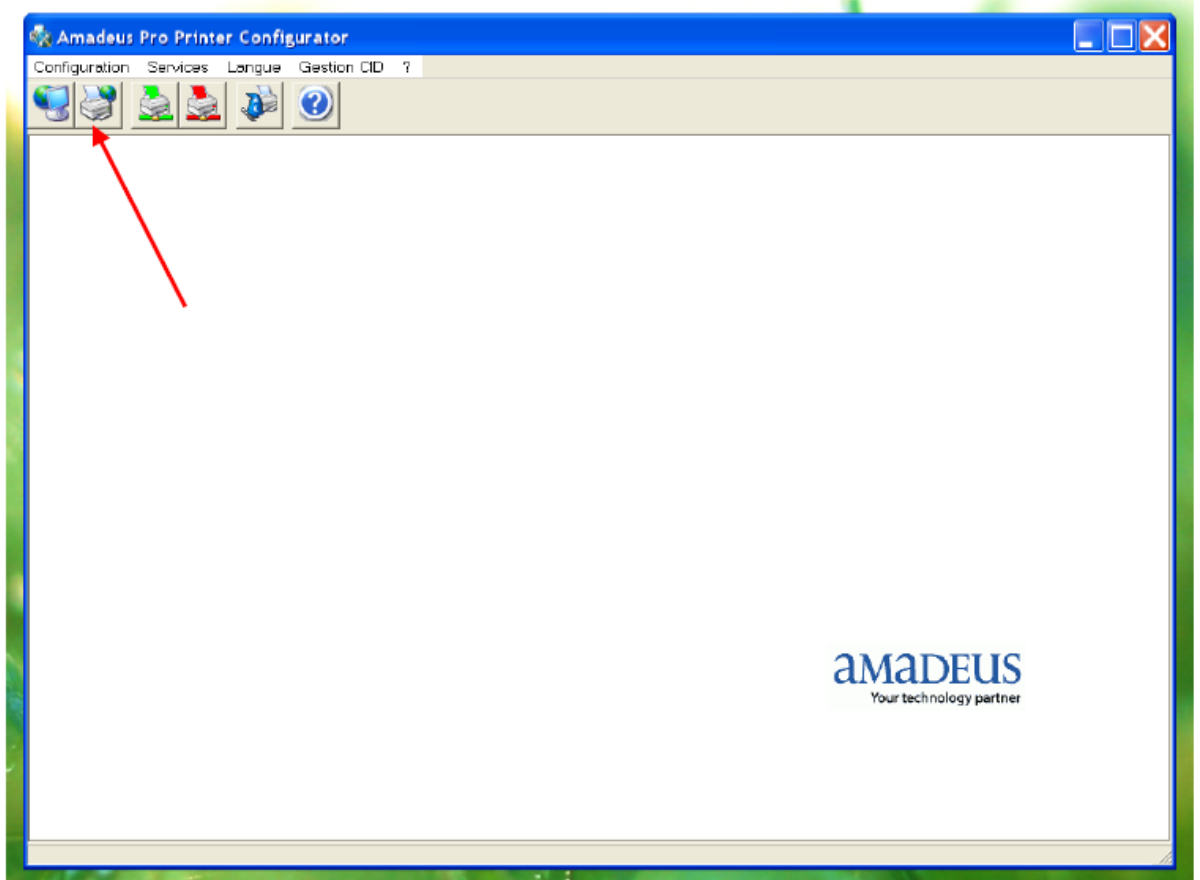 Amadeus Pro Printer Configurator
Configuration Services Langue Gestion CID ?
amadeus
Your technology partner